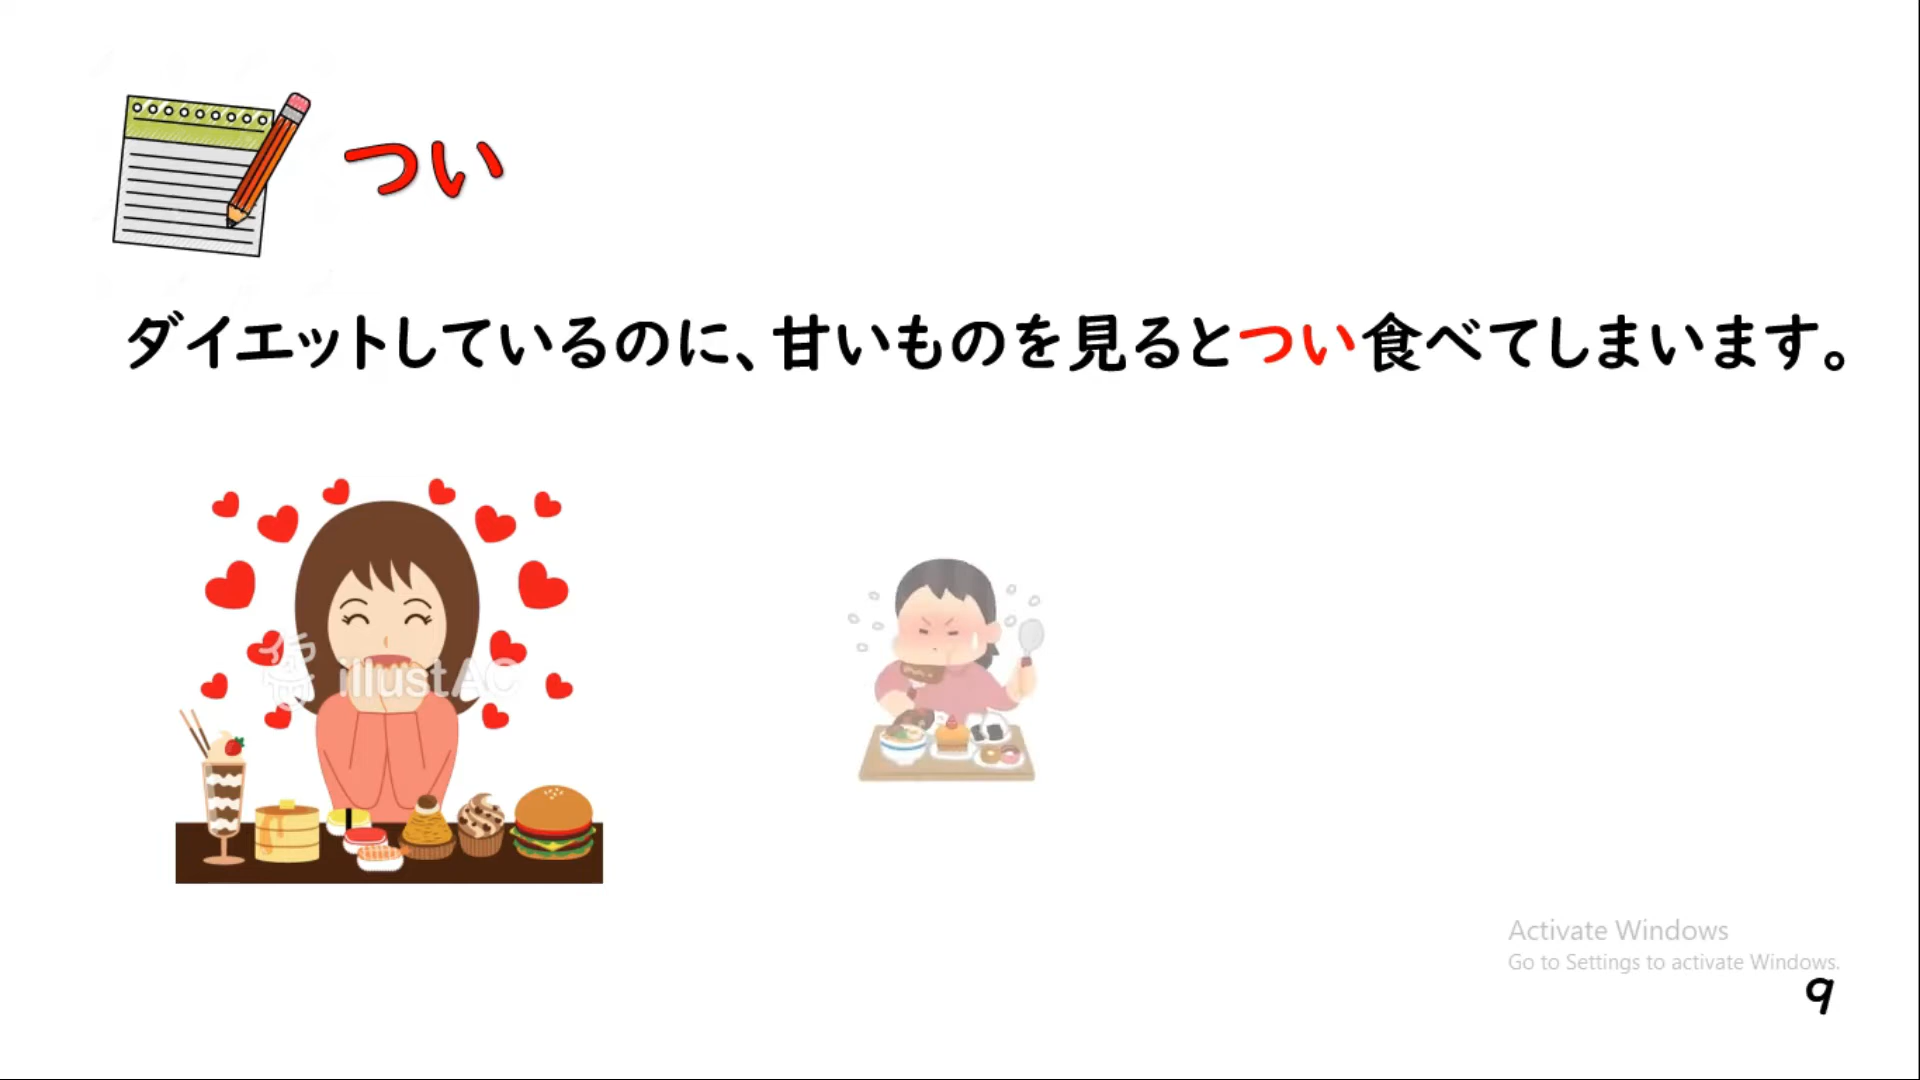 つい
ダイエットしているのに、甘いものを見るとつい食べてしまいます。
illustAC
Activate Windows
Go to Settings to activate Windows.
9